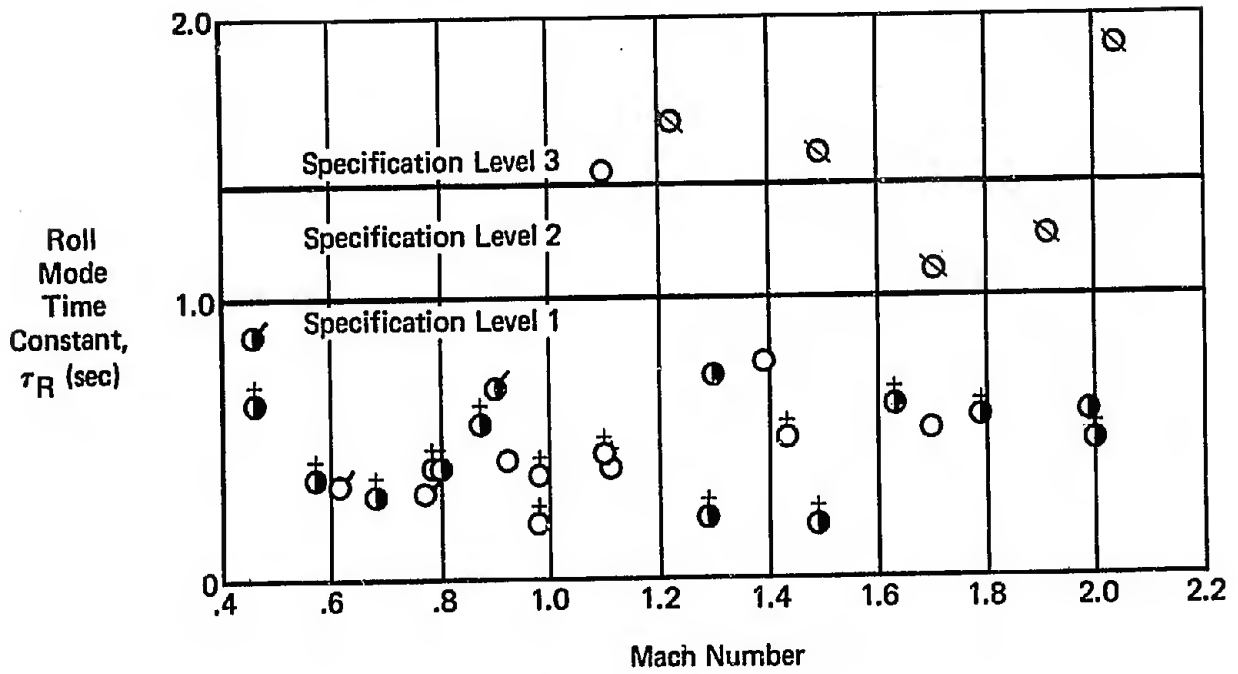 2.0
Specification Level 3
Specification Level 2
1.0
Specification Level 1
0
Roll
Mode
Time
Constant,
τR (sec)
.4 .6 .8 1.0 1.2 1.4 1.6 1.8 2.0 2.2
Mach Number